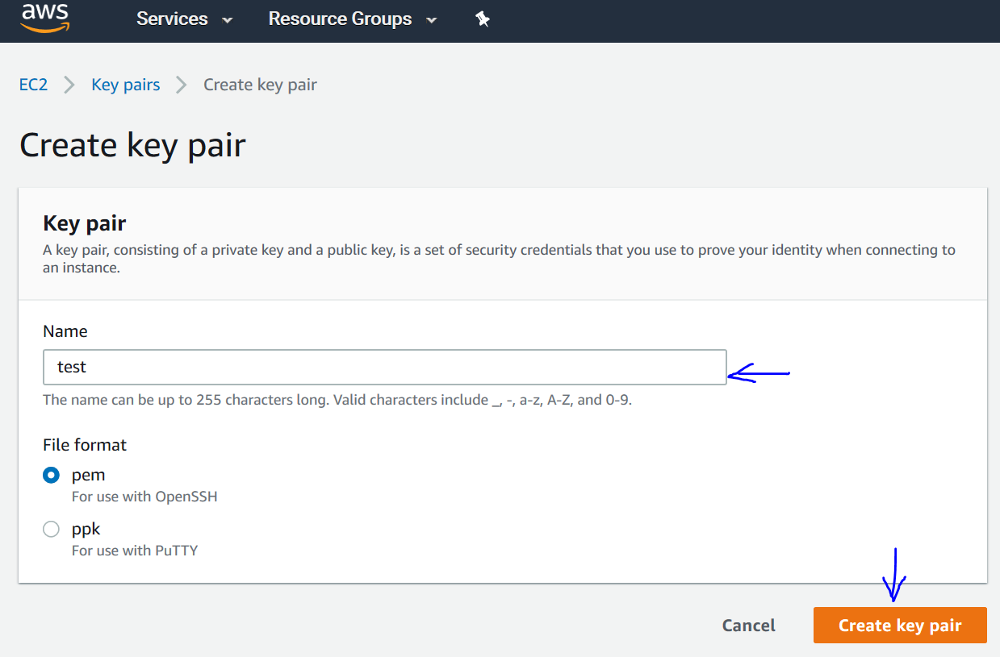 aws
Services
Resource Groups
EC2
Key pairs
Create key pair
Create key pair
Key pair
A key pair, consisting of a private key and a public key, is a set of security credentials that you use to prove your identity when connecting to
an instance.
Name
test
The name can be up to 255 characters long. Valid characters include _, -, a-z, A-Z, and 0-9.
File format
pem
For use with OpenSSH
ppk
For use with PuTTY
Cancel
Create key pair